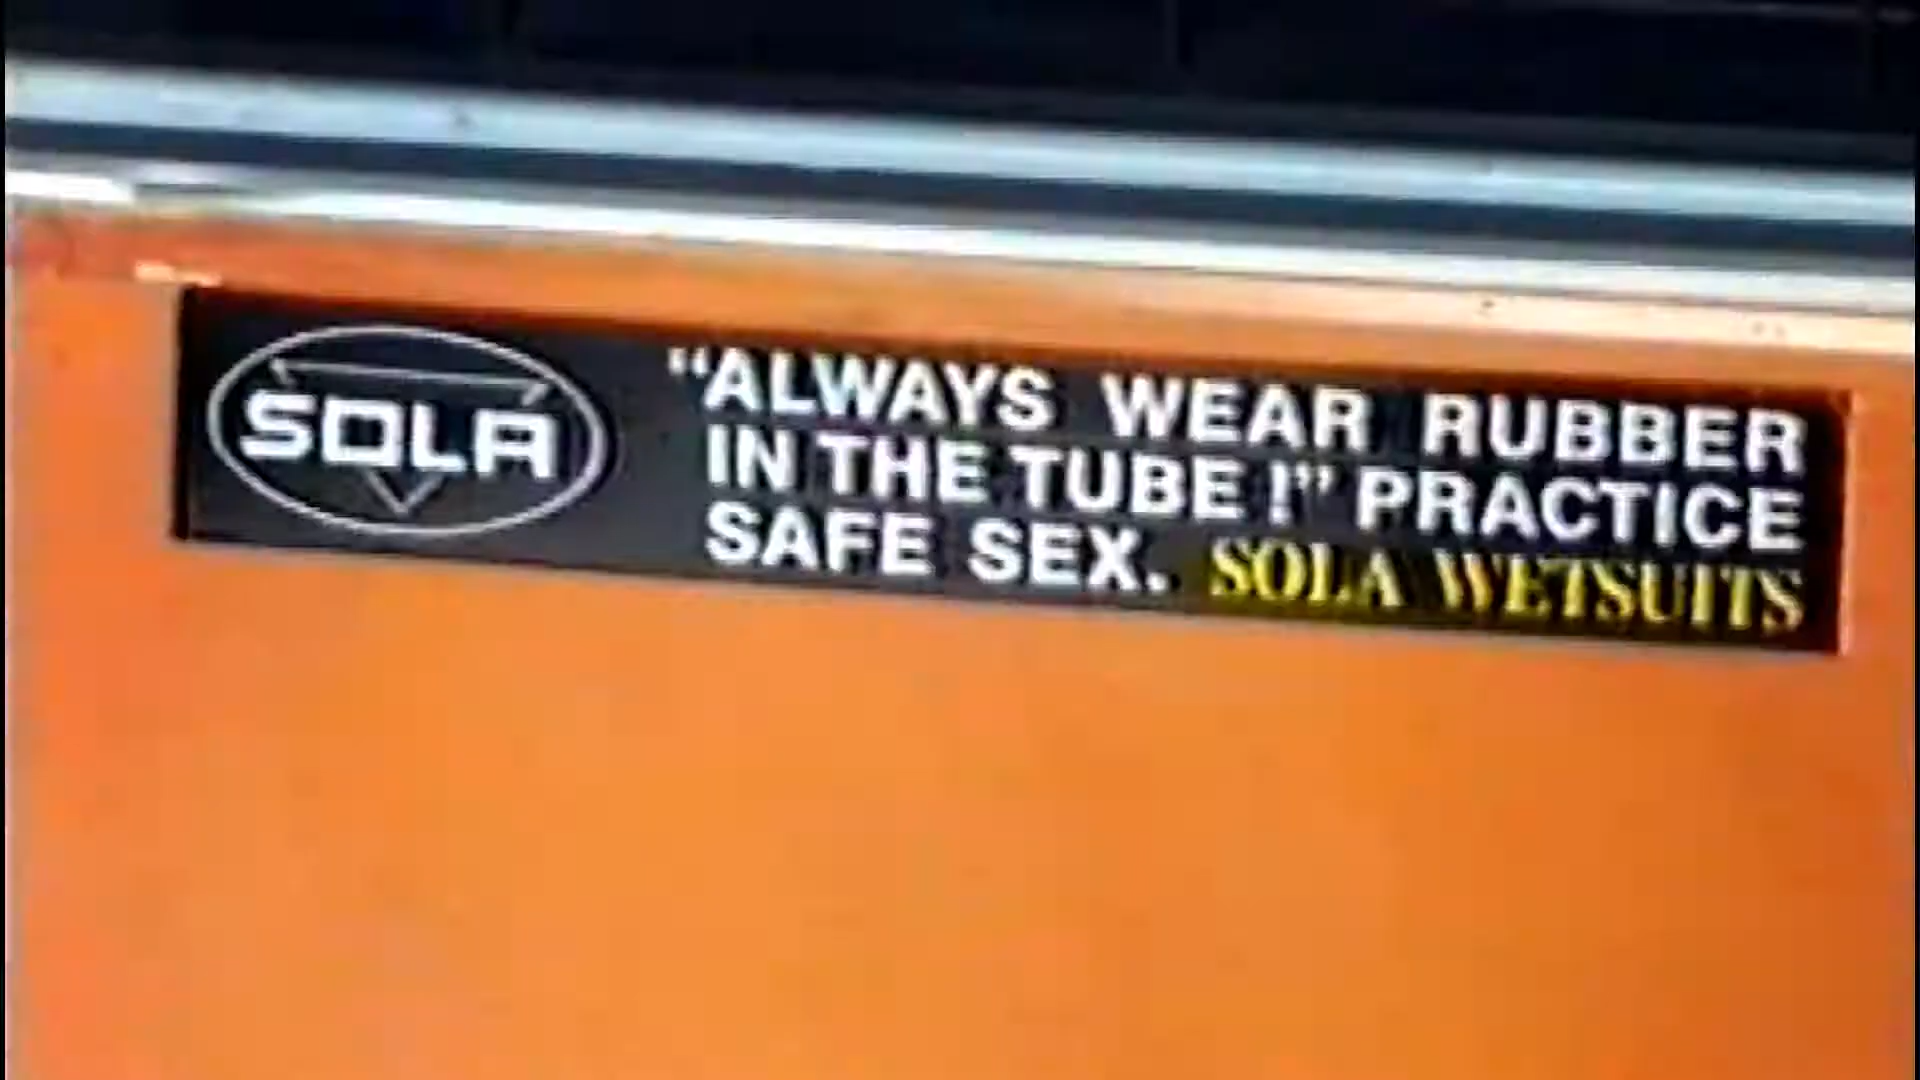 SOLA
"ALWAYS WEAR RUBBER
IN THE TUBE!" PRACTICE
SAFE SEX. SOLA WETSUITS